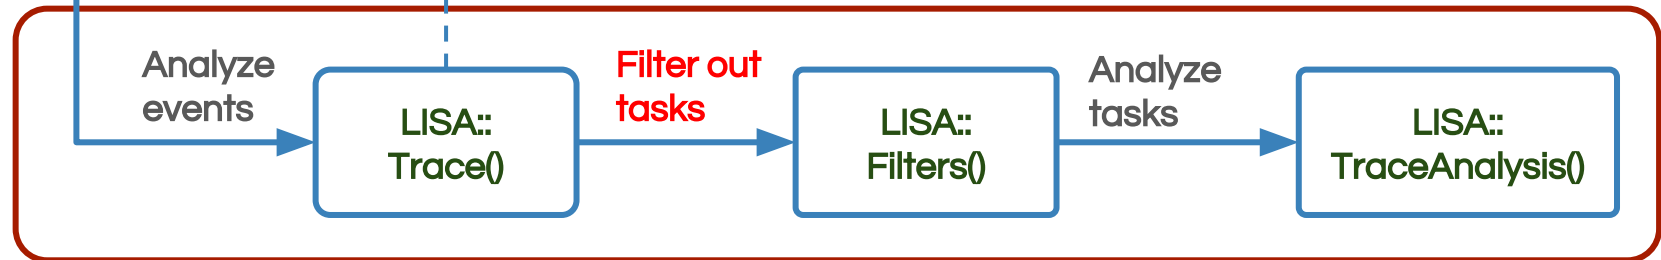 Analyze
events
LISA::
Trace()
Filter out
tasks
LISA::
Filters()
Analyze
tasks
LISA::
TraceAnalysis()